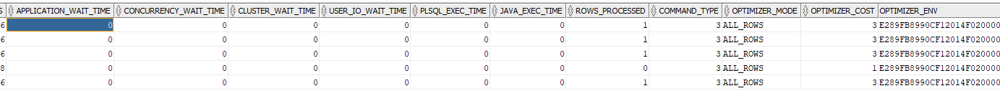 S APPLICATION_WAIT_TIME CONCURRENCY_WAIT_TIME CLUSTER_WAIT_TIME USER_IO_WAIT_TIME PLSQL_EXEC_TIME JAVA_EXEC_TIME ROWS_PROCESSED COMMAND_TYPE OPTIMIZER_MODE OPTIMIZER_COST OPTIMIZER_ENV
6 0 0 0 0 0 0 1 3 ALL_ROWS 3 E289FB8990CF12014F020000
6 0 0 0 0 0 0 1 3 ALL_ROWS 3 E289FB8990CF12014F020000
6 0 0 0 0 0 0 1 3 ALL_ROWS 3 E289FB8990CF12014F020000
8 0 0 0 0 0 0 0 3 ALL_ROWS 1 E289FB8990CF12014F020000
6 0 0 0 0 0 0 1 3 ALL_ROWS 3 E289FB8990CF12014F020000